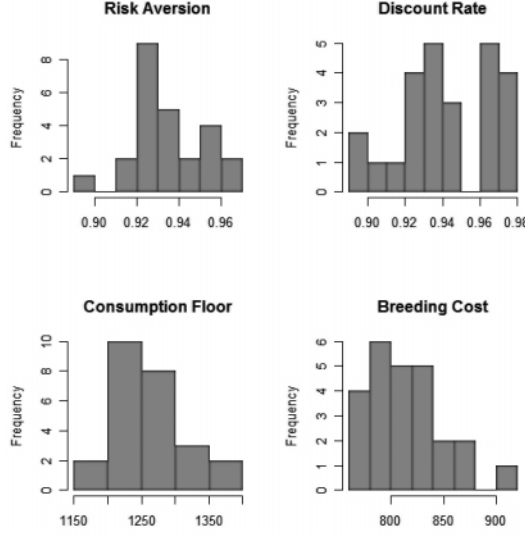 Risk Aversion
Frequency
0 2 4 6 8
0.90 0.92 0.94 0.96
Discount Rate
Frequency
0 1 2 3 4 5
0.90 0.92 0.94 0.96 0.98
Consumption Floor
Frequency
0 2 4 6 8 10
1150 1250 1350
Breeding Cost
Frequency
0 1 2 3 4 5 6
800 850 900